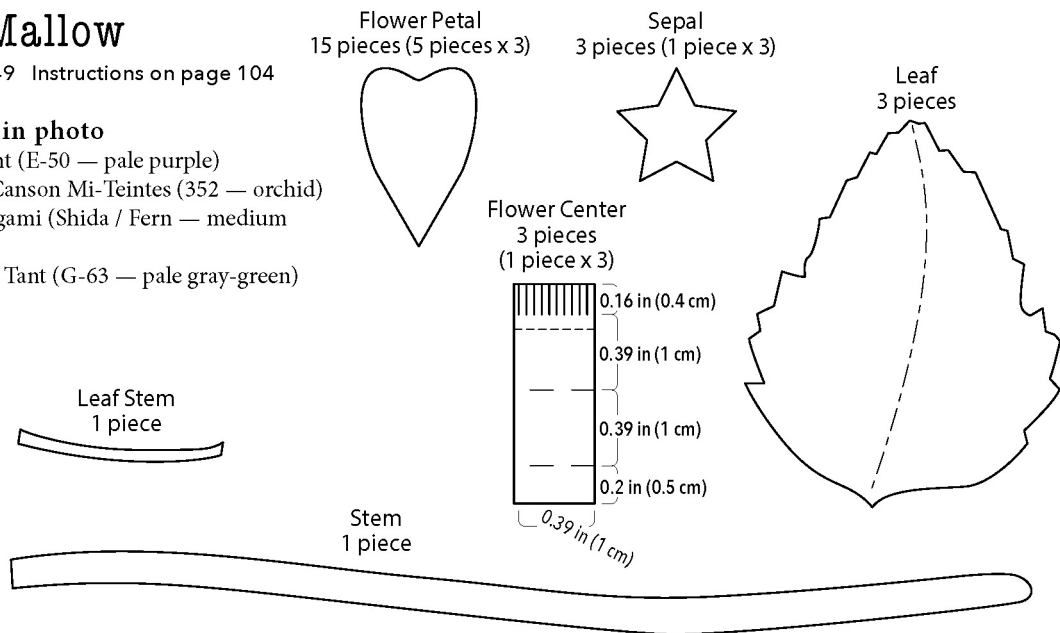 Mallow
49 Instructions on page 104
in photo
nt (E-50 — pale purple)
Canson Mi-Teintes (352 — orchid)
gami (Shida / Fern — medium
Tant (G-63 — pale gray-green)
Flower Petal
15 pieces (5 pieces x 3)
Sepal
3 pieces (1 piece x 3)
Leaf
3 pieces
Flower Center
3 pieces
(1 piece x 3)
0.16 in (0.4 cm)
0.39 in (1 cm)
0.39 in (1 cm)
0.2 in (0.5 cm)
0.39 in (1 cm)
Leaf Stem
1 piece
Stem
1 piece